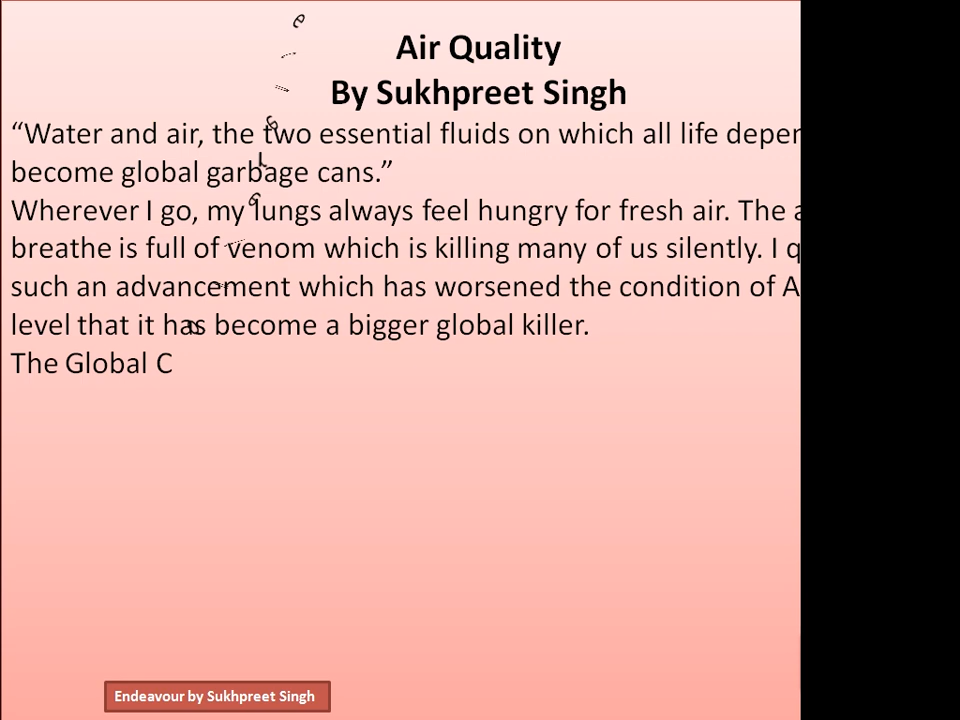 Air Quality
By Sukhpreet Singh
“Water and air, the two essential fluids on which all life
become global garbage cans.”
Wherever I go, my lungs always feel hungry for fresh air. The
breathe is full of venom which is killing many of us silently. I
such an advancement which has worsened the condition of
level that it has become a bigger global killer.
The Global C
Endeavour by Sukhpreet Singh